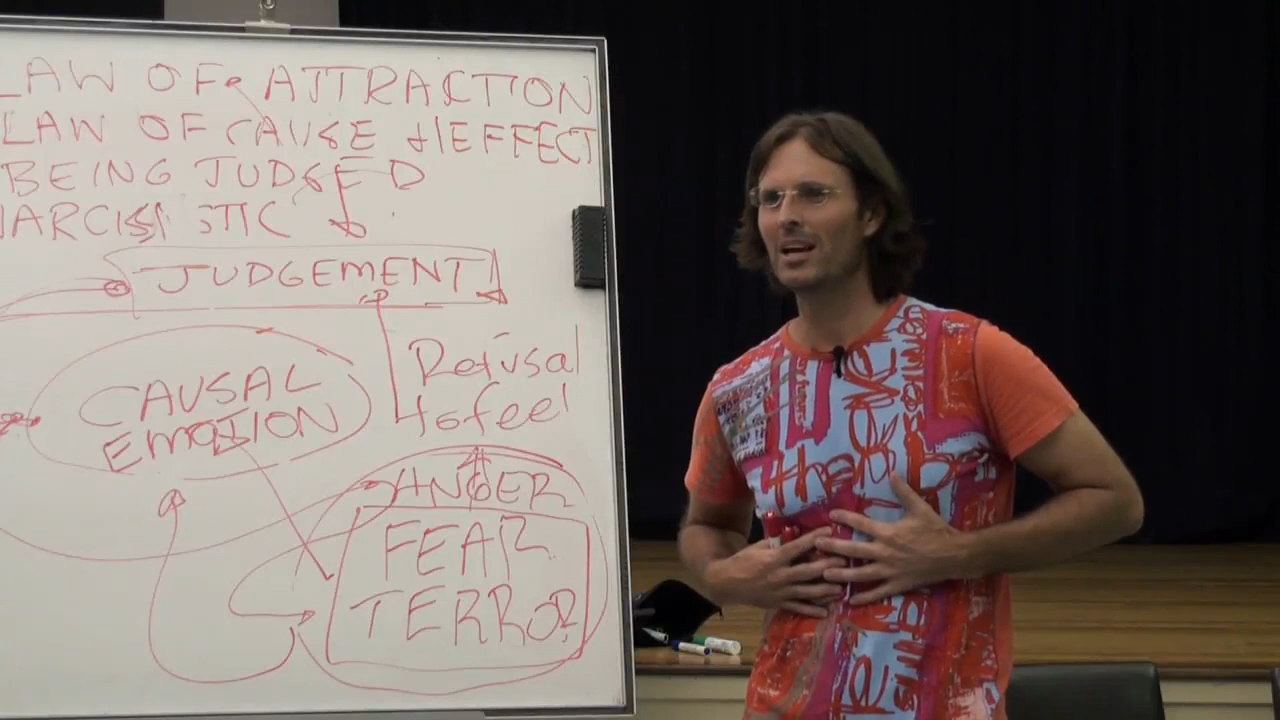 LAW OF ATTRACTION
LAW OF CAUSE + EFFECT
BEING JUDGED
NARCISSISTIC
JUDGEMENT
Refusal
to feel
CAUSAL
EMOTION
ANGER
FEAR
TERROR
that